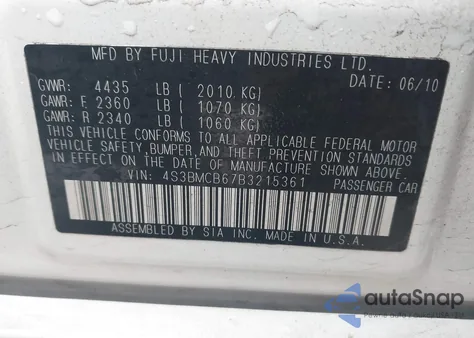 MFD BY FUJI HEAVY INDUSTRIES LTD.
DATE: 06/10
GVWR: 4435 LB ( 2010 KG)
GAWR: F. 2360 LB ( 1070 KG)
GAWR: R 2340 LB ( 1060 KG)
THIS VEHICLE CONFORMS TO ALL APPLICABLE FEDERAL MOTOR
VEHICLE SAFETY, BUMPER, AND THEFT PREVENTION STANDARDS
IN EFFECT ON THE DATE OF MANUFACTURE SHOWN ABOVE.
VIN: 4S3BMCB67B3215361 PASSENGER CAR
ASSEMBLED BY SIA INC. MADE IN U.S.A.
autoSnap